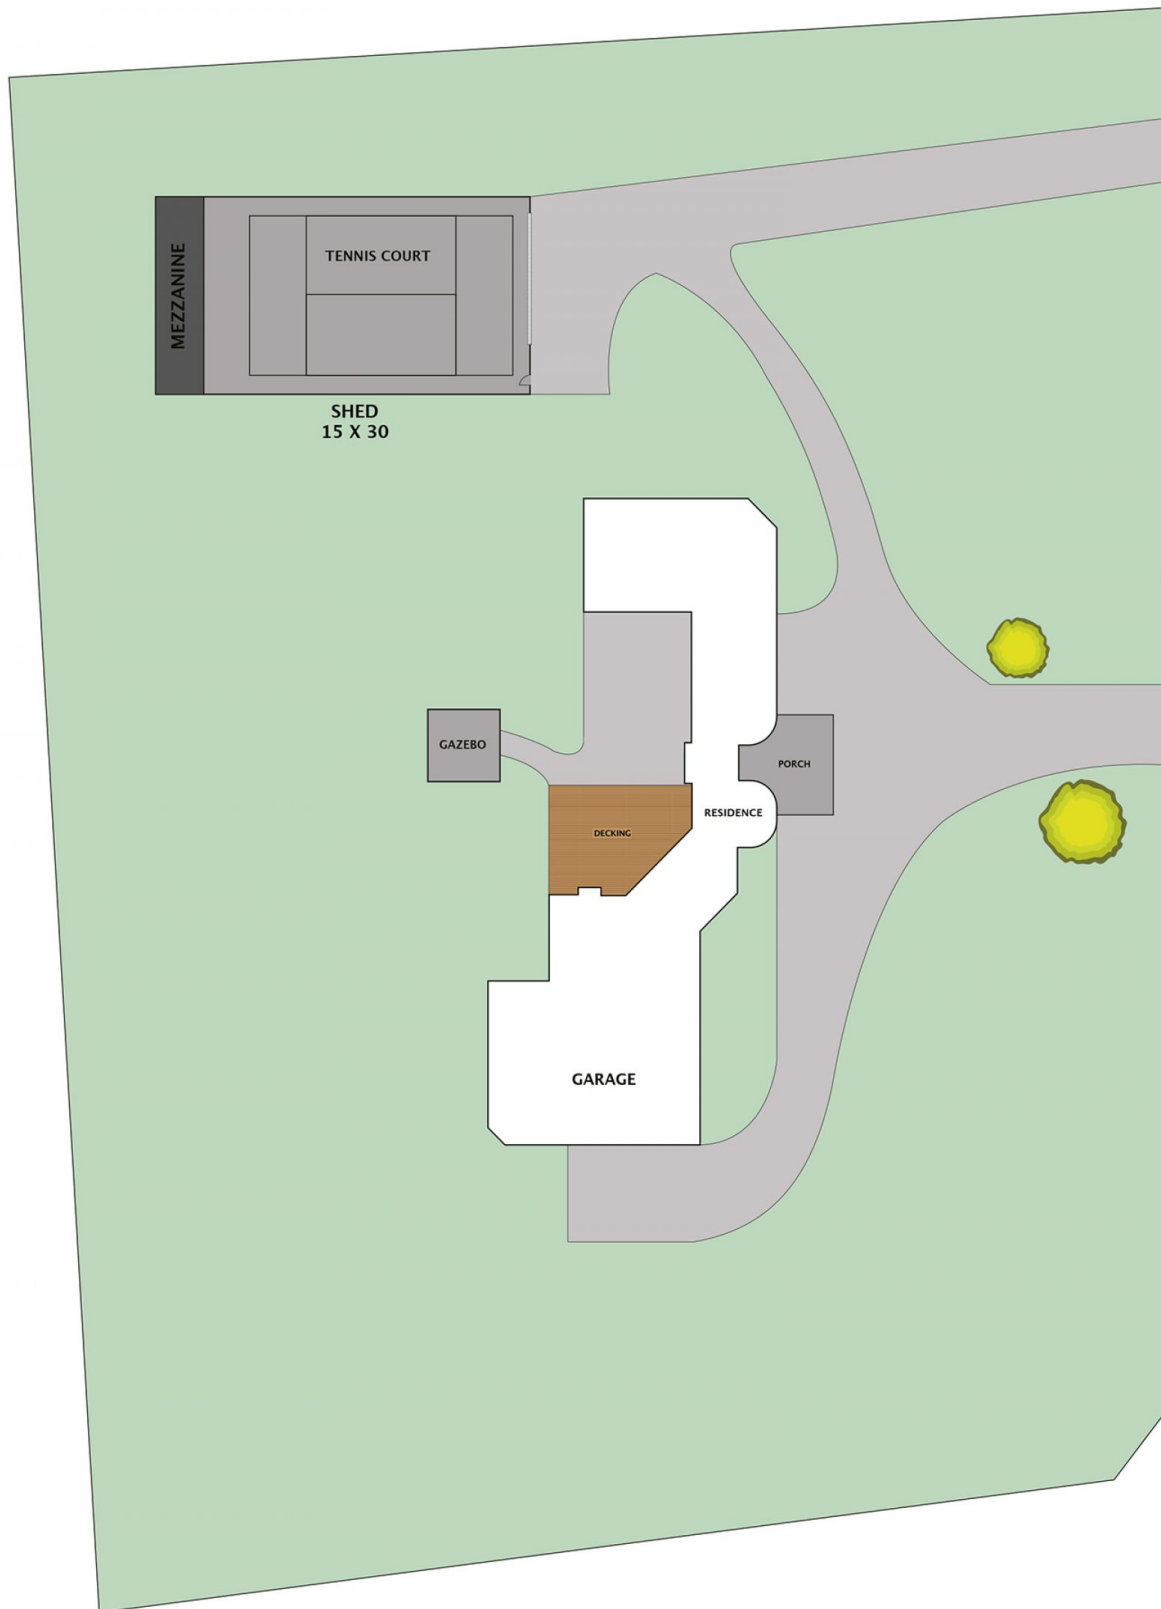 MEZZANINE
TENNIS COURT
SHED
15 X 30
GAZEBO
PORCH
RESIDENCE
DECKING
GARAGE